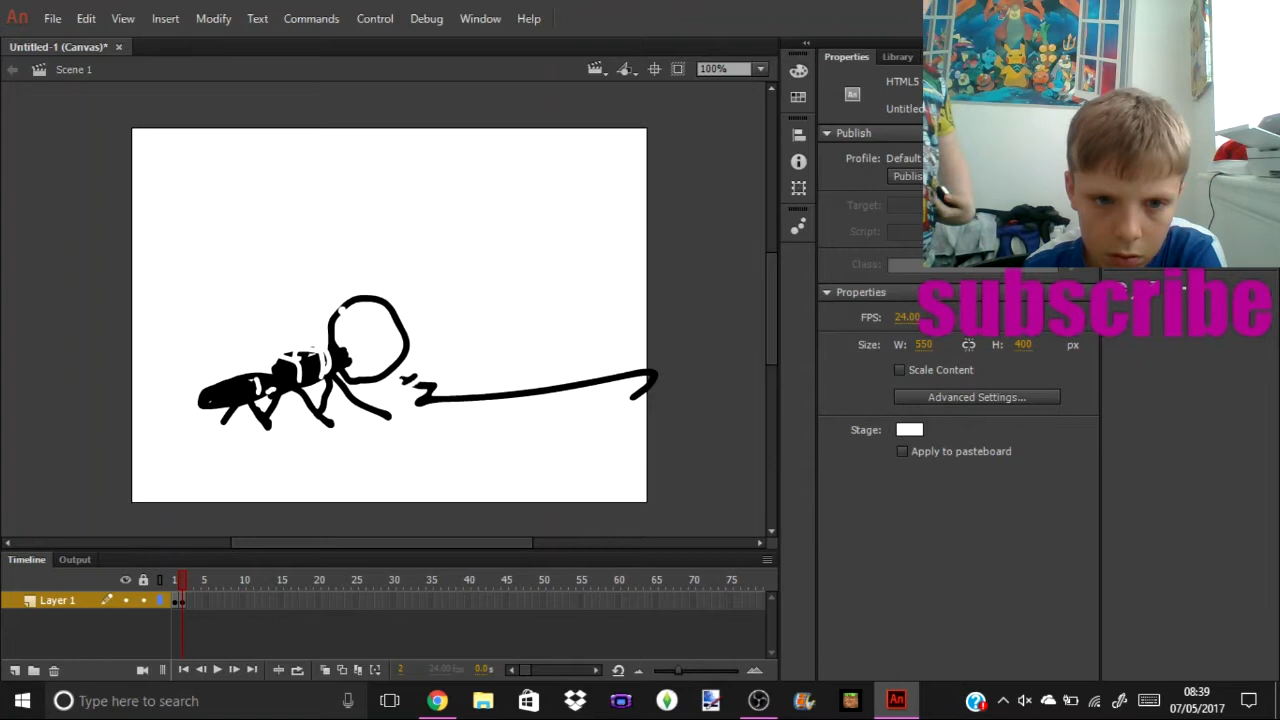 An File Edit View Insert Modify Text Commands Control Debug Window Help
Untitled-1 (Canvas)* ×
Scene 1
100%
Properties Library
HTML5
An
Untitle
Publish
Profile: Default
Publis
Target:
Script:
Class:
subscribe
Properties
FPS: 24.00
Size: W: 550 H: 400 px
Scale Content
Advanced Settings...
Stage:
Apply to pasteboard
Timeline Output
1 5 10 15 20 25 30 35 40 45 50 55 60 65 70 75
Layer 1
2 24.00 fps 0.0 s
Type here to search
An
08:39
07/05/2017